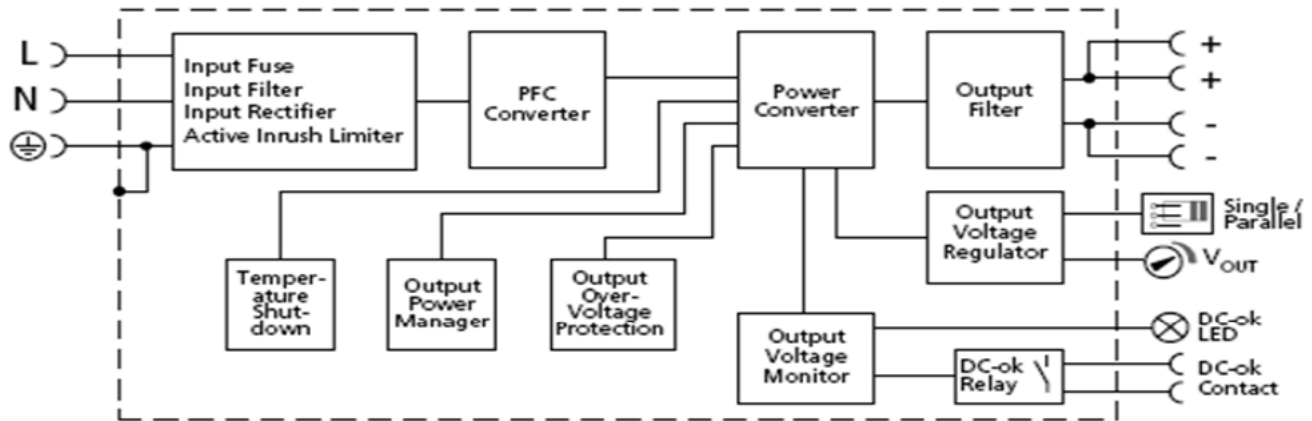 L
N
Input Fuse
Input Filter
Input Rectifier
Active Inrush Limiter
PFC
Converter
Power
Converter
Output
Filter
+
+
-
-
Temper-
ature
Shut-
down
Output
Power
Manager
Output
Over-
Voltage
Protection
Output
Voltage
Regulator
Single /
Parallel
VOUT
Output
Voltage
Monitor
DC-ok
LED
DC-ok
Relay
DC-ok
Contact